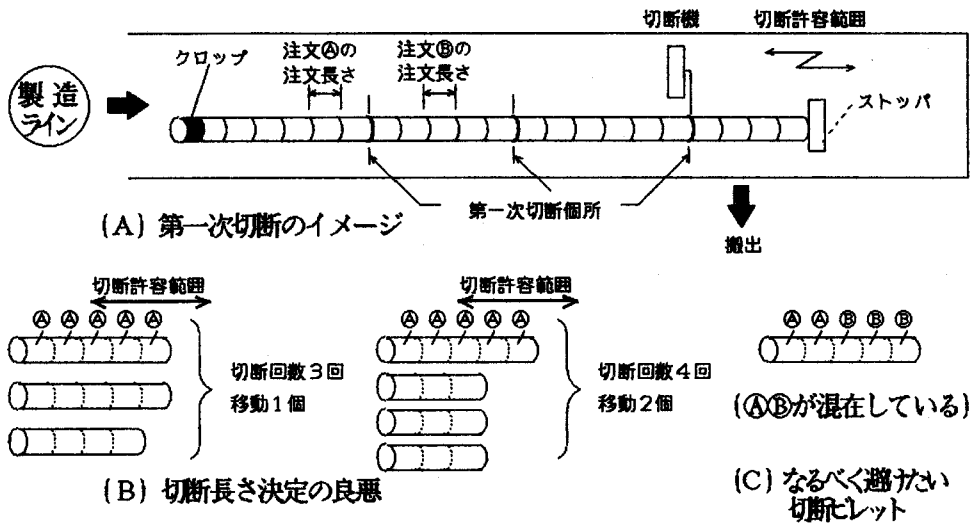 切断機
切断許容範囲
クロップ
注文Ⓐの
注文長さ
注文Ⓑの
注文長さ
製造
ライン
ストッパ
第一次切断個所
(A) 第一次切断のイメージ
搬出
切断許容範囲
Ⓐ Ⓐ Ⓐ Ⓐ Ⓐ
切断回数3回
移動1個
切断許容範囲
Ⓐ Ⓐ Ⓐ Ⓐ Ⓐ
切断回数4回
移動2個
(B) 切断長さ決定の良悪
Ⓐ Ⓐ Ⓑ Ⓑ Ⓑ
(ⒶⒷが混在している)
(C) なるべく避けたい
切断ビレット